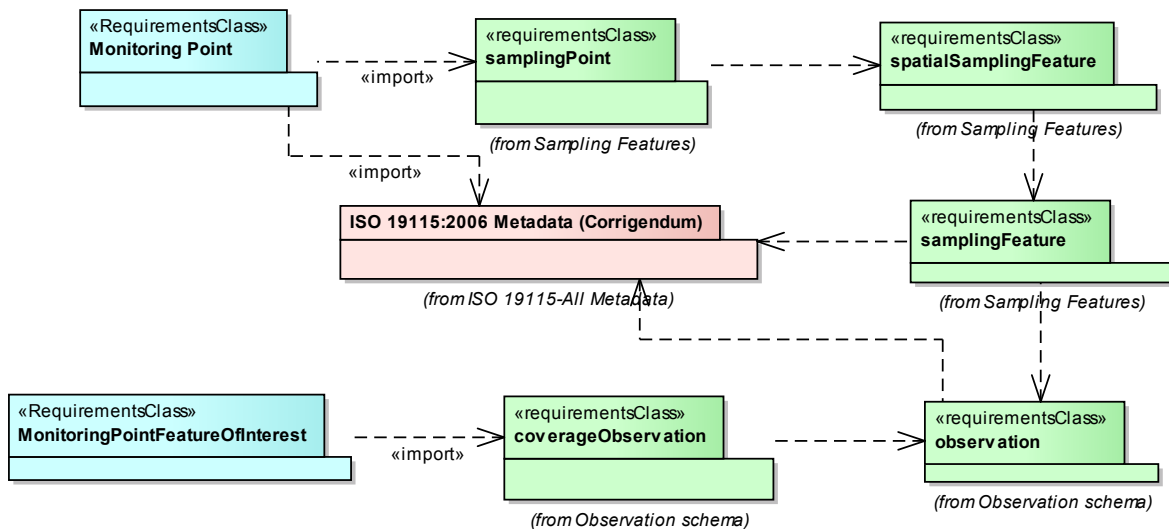 «RequirementsClass»
Monitoring Point
«import»
«requirementsClass»
samplingPoint
(from Sampling Features)
«requirementsClass»
spatialSamplingFeature
(from Sampling Features)
«import»
ISO 19115:2006 Metadata (Corrigendum)
(from ISO 19115-All Metadata)
«requirementsClass»
samplingFeature
(from Sampling Features)
«RequirementsClass»
MonitoringPointFeatureOfInterest
«import»
«requirementsClass»
coverageObservation
(from Observation schema)
«requirementsClass»
observation
(from Observation schema)